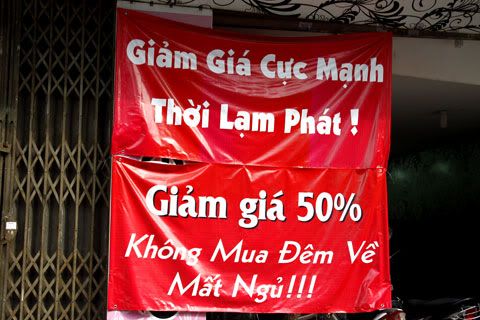 Giảm Giá Cực Mạnh
Thời Lạm Phát !
Giảm giá 50%
Không Mua Đêm Về
Mất Ngủ!!!